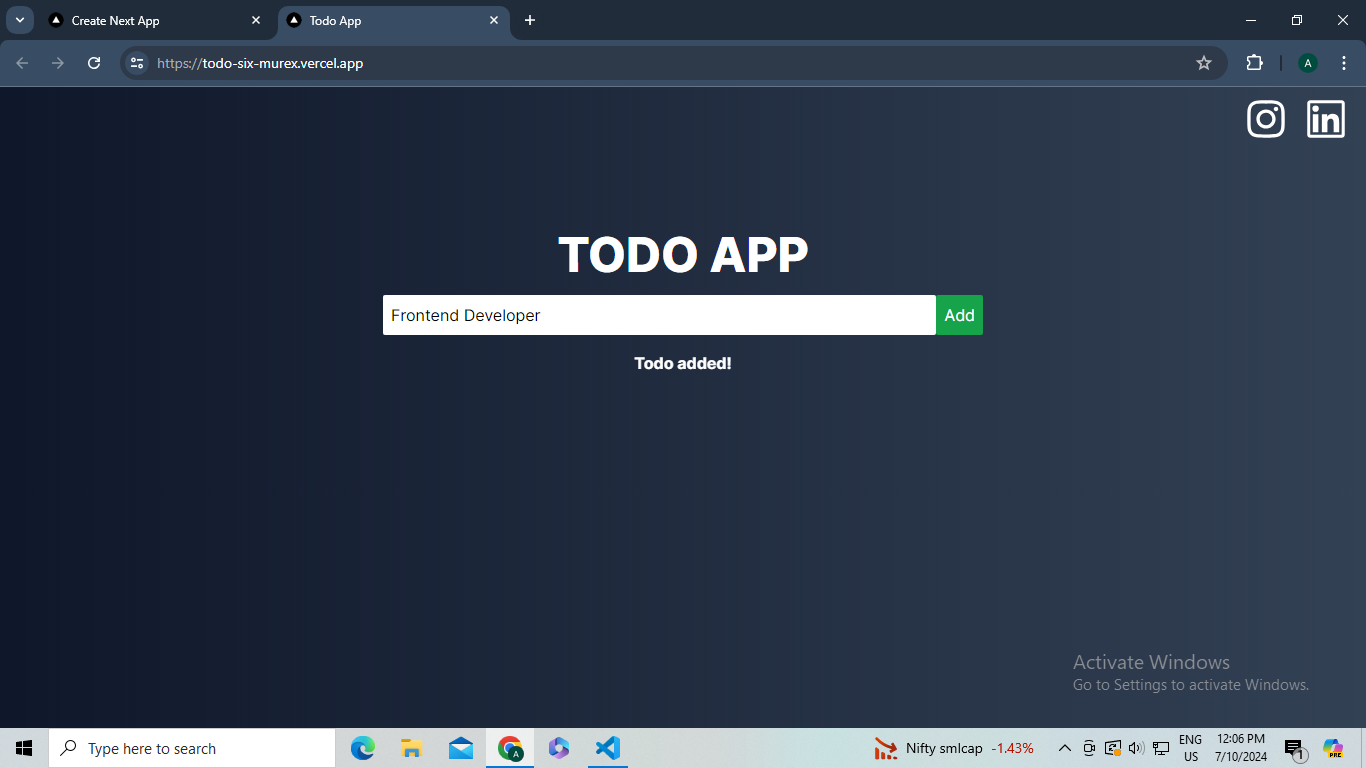 Create Next App
Todo App
https://todo-six-murex.vercel.app
A
in
TODO APP
Frontend Developer
Add
Todo added!
Activate Windows
Go to Settings to activate Windows.
Type here to search
A
Nifty smlcap -1.43%
ENG
US
12:06 PM
7/10/2024
1
PRE